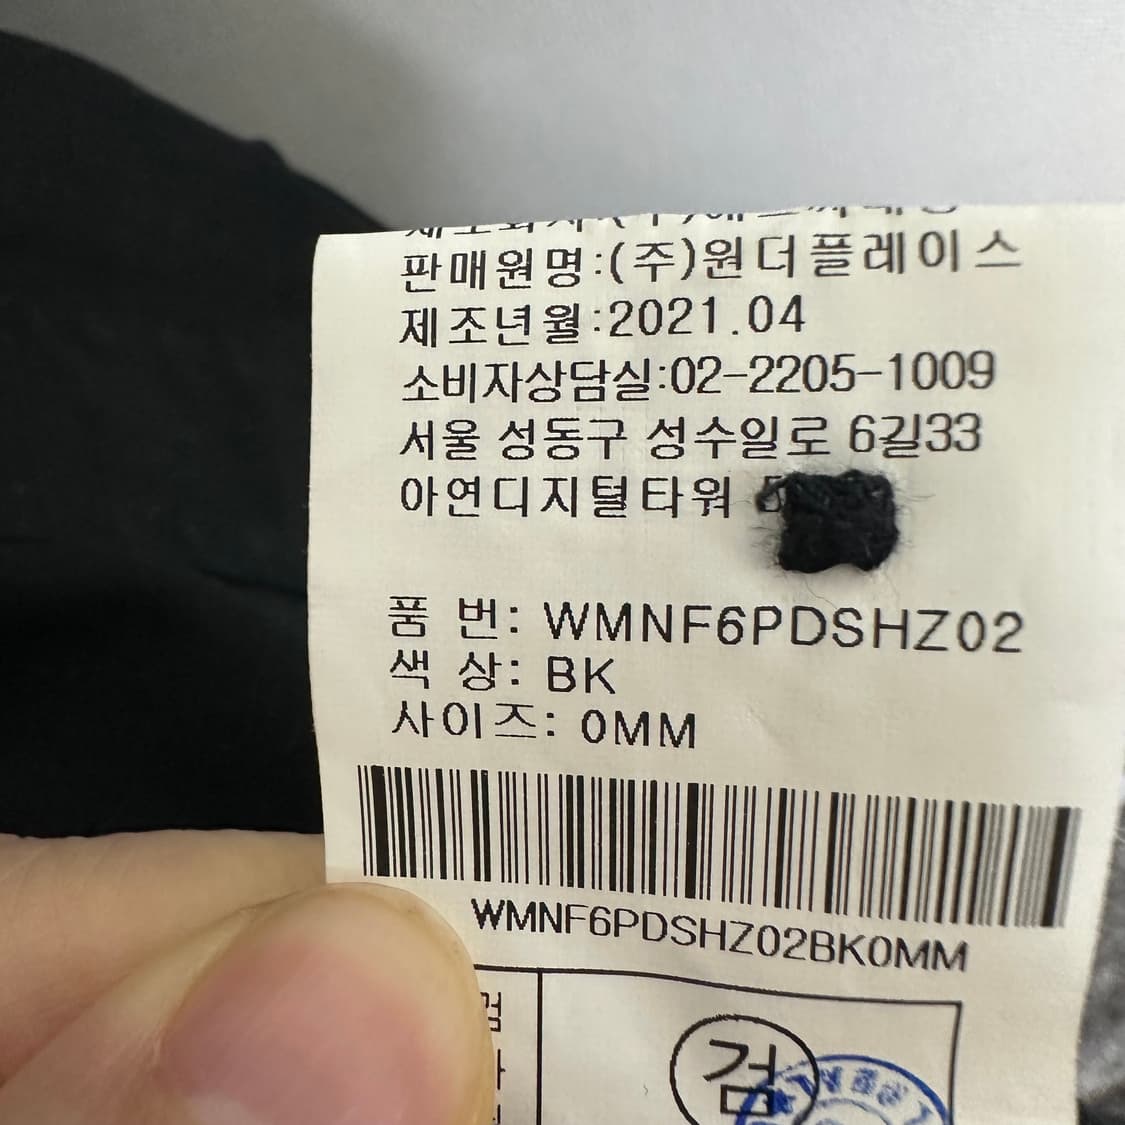 판매원명:(주)원더플레이스
제조년월:2021.04
소비자상담실:02-2205-1009
서울 성동구 성수일로 6길33
아연디지털타워
품 번: WMNF6PDSHZ02
색 상: BK
사이즈: 0MM
WMNF6PDSHZ02BK0MM
검